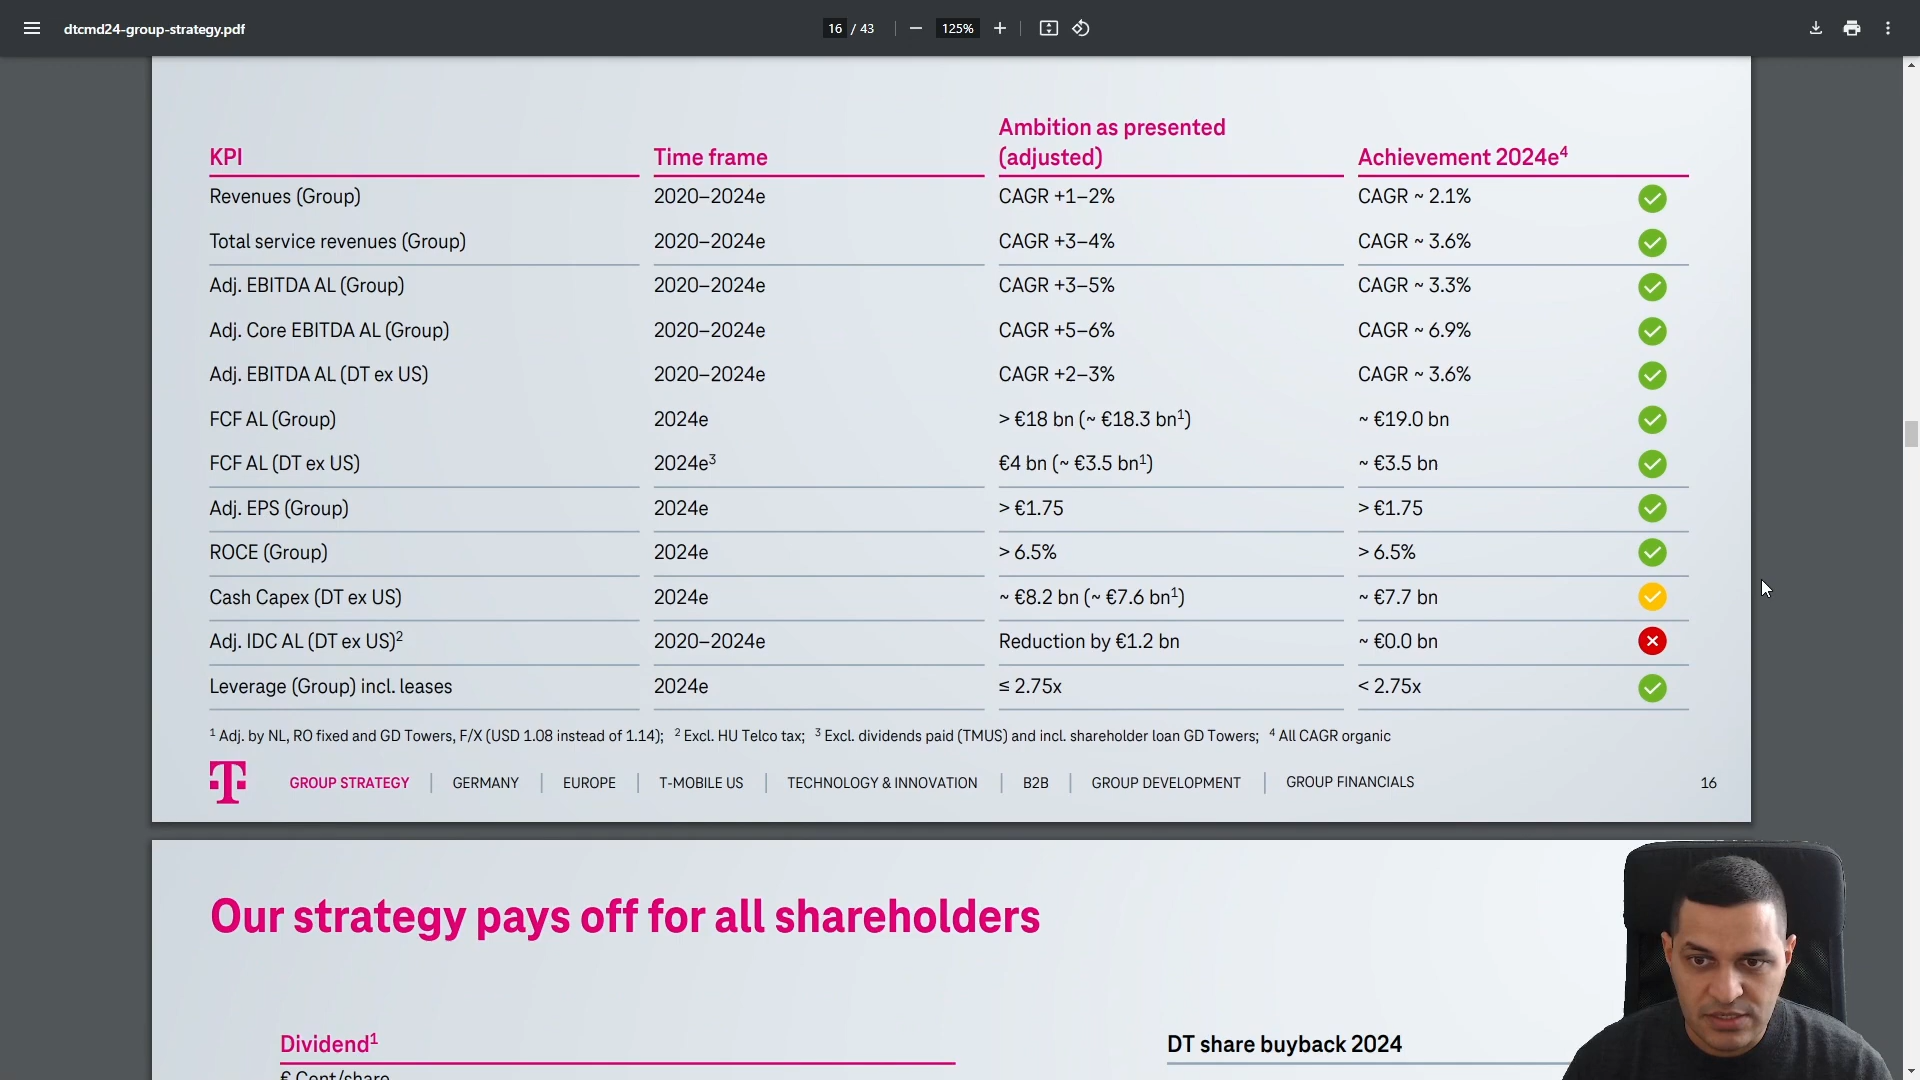 dtcmd24-group-strategy.pdf
16 / 43
125%
KPI Time frame Ambition as presented (adjusted) Achievement 2024e⁴
Revenues (Group) 2020–2024e CAGR +1–2% CAGR ~ 2.1%
Total service revenues (Group) 2020–2024e CAGR +3–4% CAGR ~ 3.6%
Adj. EBITDA AL (Group) 2020–2024e CAGR +3–5% CAGR ~ 3.3%
Adj. Core EBITDA AL (Group) 2020–2024e CAGR +5–6% CAGR ~ 6.9%
Adj. EBITDA AL (DT ex US) 2020–2024e CAGR +2–3% CAGR ~ 3.6%
FCF AL (Group) 2024e > €18 bn (~ €18.3 bn¹) ~ €19.0 bn
FCF AL (DT ex US) 2024e³ €4 bn (~ €3.5 bn¹) ~ €3.5 bn
Adj. EPS (Group) 2024e > €1.75 > €1.75
ROCE (Group) 2024e > 6.5% > 6.5%
Cash Capex (DT ex US) 2024e ~ €8.2 bn (~ €7.6 bn¹) ~ €7.7 bn
Adj. IDC AL (DT ex US)² 2020–2024e Reduction by €1.2 bn ~ €0.0 bn
Leverage (Group) incl. leases 2024e ≤ 2.75x < 2.75x
¹ Adj. by NL, RO fixed and GD Towers, F/X (USD 1.08 instead of 1.14); ² Excl. HU Telco tax; ³ Excl. dividends paid (TMUS) and incl. shareholder loan GD Towers; ⁴ All CAGR organic
T GROUP STRATEGY | GERMANY | EUROPE | T-MOBILE US | TECHNOLOGY & INNOVATION | B2B | GROUP DEVELOPMENT | GROUP FINANCIALS 16
Our strategy pays off for all shareholders
Dividend¹ DT share buyback 2024
€ Cent/share